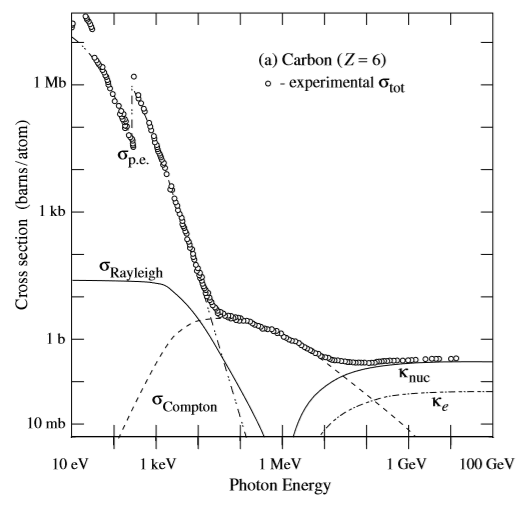 (a) Carbon (Z = 6)
o - experimental σtot
1 Mb
σp.e.
1 kb
σRayleigh
1 b
κnuc
σCompton
κe
10 mb
10 eV 1 keV 1 MeV 1 GeV 100 GeV
Photon Energy
Cross section (barns/atom)